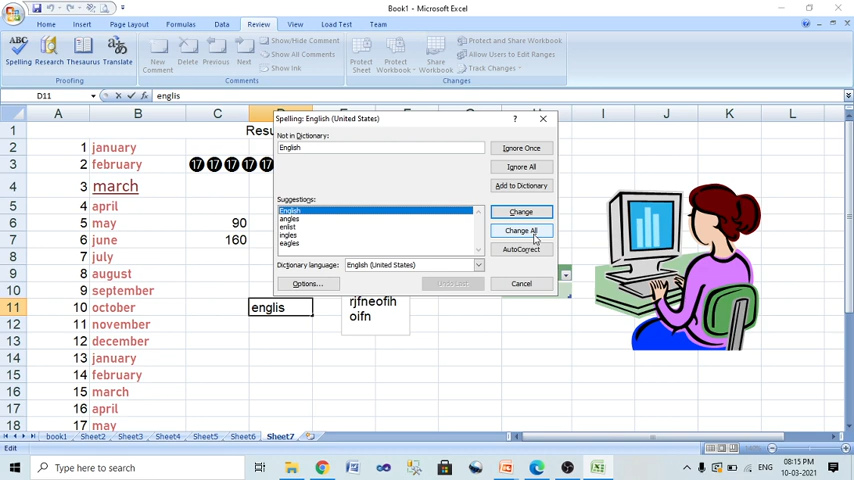 Book1 - Microsoft Excel
Home Insert Page Layout Formulas Data Review View Load Test Team
Spelling Research Thesaurus Translate
Proofing
New Comment Delete Previous Next
Show/Hide Comment
Show All Comments
Show Ink
Comments
Protect Sheet Protect Workbook Share Workbook
Protect and Share Workbook
Allow Users to Edit Ranges
Track Changes
Changes
D11 englis
A B C I J K L
1
2 1 january
3 2 february 17 17 17 17 17
4 3 march
5 4 april
6 5 may 90
7 6 june 160
8 7 july
9 8 august
10 9 september
11 10 october englis
12 11 november
13 12 december
14 13 january
15 14 february
16 15 march
17 16 april
18 17 may
rjfneofih
oifn
Spelling: English (United States)
Not in Dictionary:
English
Ignore Once
Ignore All
Add to Dictionary
Suggestions:
English
angles
enlist
ingles
eagles
Change
Change All
AutoCorrect
Dictionary language: English (United States)
Options... Undo Last Cancel
book1 Sheet2 Sheet3 Sheet4 Sheet5 Sheet6 Sheet7
Edit 100%
Type here to search
ENG
08:15 PM
10-03-2021